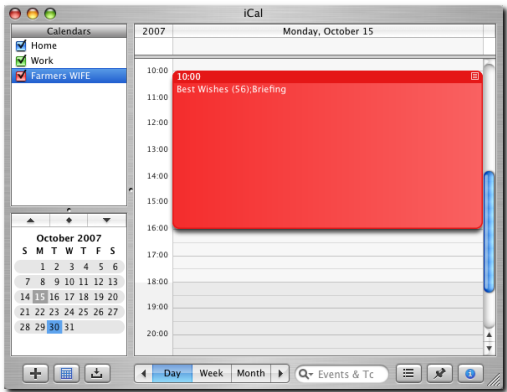 iCal
Calendars
Home
Work
Farmers WIFE
October 2007
S M T W T F S
1 2 3 4 5 6
7 8 9 10 11 12 13
14 15 16 17 18 19 20
21 22 23 24 25 26 27
28 29 30 31
2007 Monday, October 15
10:00
10:00
Best Wishes (56);Briefing
11:00
12:00
13:00
14:00
15:00
16:00
17:00
18:00
19:00
20:00
Day Week Month Events & Tc